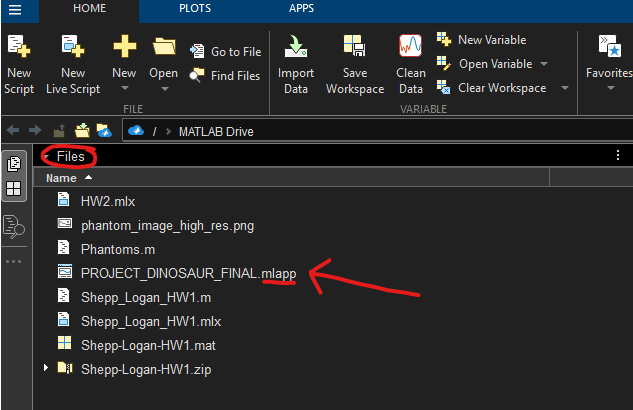 HOME PLOTS APPS
New Script
New Live Script
New
Open
Go to File
Find Files
Import Data
Save Workspace
Clean Data
New Variable
Open Variable
Clear Workspace
Favorites
FILE VARIABLE
/ MATLAB Drive
Files
Name
HW2.mlx
phantom_image_high_res.png
Phantoms.m
PROJECT_DINOSAUR_FINAL.mlapp
Shepp_Logan_HW1.m
Shepp_Logan_HW1.mlx
Shepp-Logan-HW1.mat
Shepp-Logan-HW1.zip